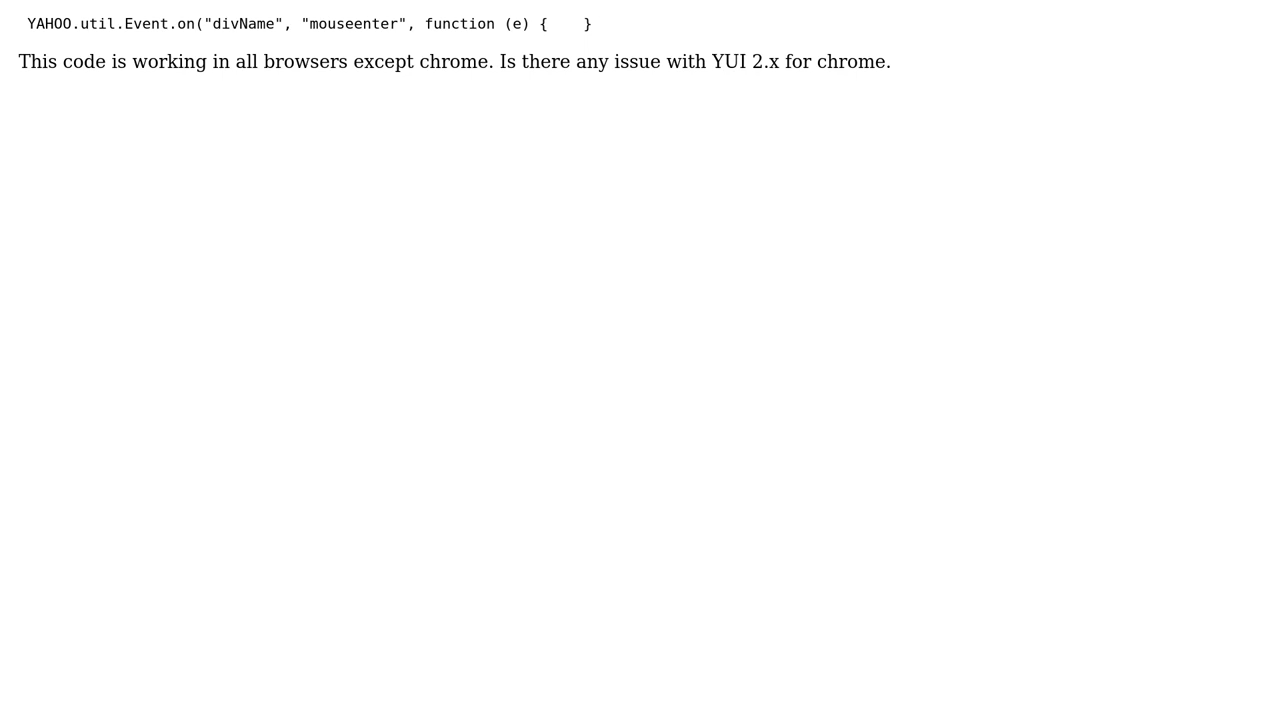 YAHOO.util.Event.on("divName", "mouseenter", function (e) {    }
This code is working in all browsers except chrome. Is there any issue with YUI 2.x for chrome.